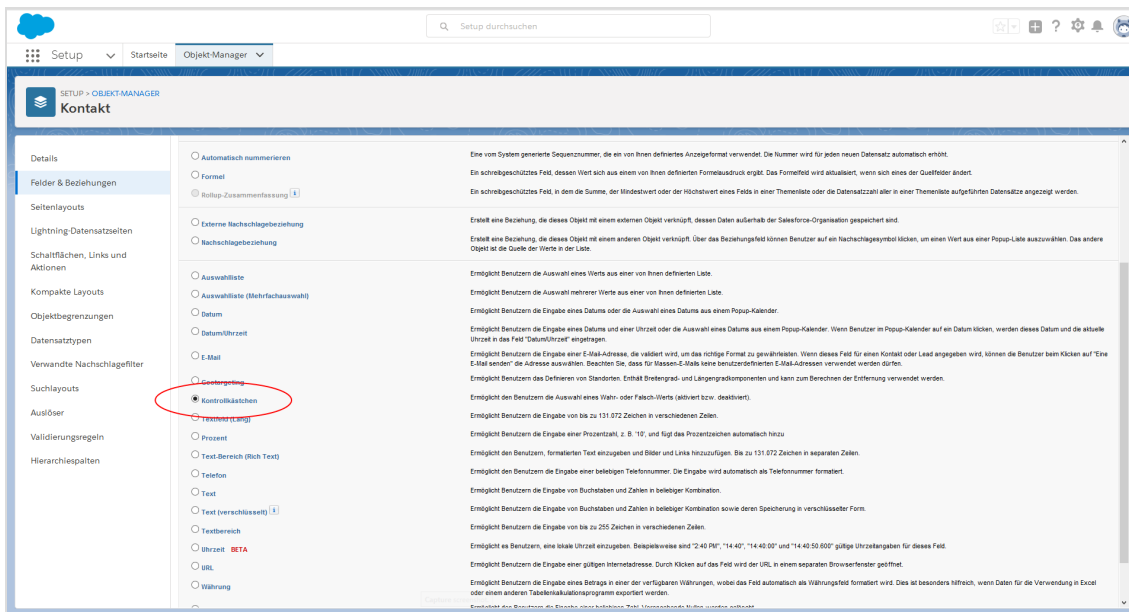 Setup durchsuchen
Setup
Startseite
Objekt-Manager
SETUP > OBJEKT-MANAGER
Kontakt
Details
Felder & Beziehungen
Seitenlayouts
Lightning-Datensatzseiten
Schaltflächen, Links und
Aktionen
Kompakte Layouts
Objektbegrenzungen
Datensatztypen
Verwandte Nachschlagefilter
Suchlayouts
Auslöser
Validierungsregeln
Hierarchiespalten
Automatisch nummerieren
Eine vom System generierte Sequenznummer, die ein von Ihnen definiertes Anzeigeformat verwendet. Die Nummer wird für jeden neuen Datensatz automatisch erhöht.
Formel
Ein schreibgeschütztes Feld, dessen Wert sich aus einem von Ihnen definierten Formelausdruck ergibt. Das Formelfeld wird aktualisiert, wenn sich eines der Quellfelder ändert.
Rollup-Zusammenfassung i
Ein schreibgeschütztes Feld, in dem die Summe, der Mindestwert oder der Höchstwert eines Felds in einer Themenliste oder die Datensatzzahl aller in einer Themenliste aufgeführten Datensätze angezeigt werden.
Externe Nachschlagebeziehung
Erstellt eine Beziehung, die dieses Objekt mit einem externen Objekt verknüpft, dessen Daten außerhalb der Salesforce-Organisation gespeichert sind.
Nachschlagebeziehung
Erstellt eine Beziehung, die dieses Objekt mit einem anderen Objekt verknüpft. Über das Beziehungsfeld können Benutzer auf ein Nachschlagesymbol klicken, um einen Wert aus einer Popup-Liste auszuwählen. Das andere
Objekt ist die Quelle der Werte in der Liste.
Auswahlliste
Ermöglicht Benutzern die Auswahl eines Werts aus einer von Ihnen definierten Liste.
Auswahlliste (Mehrfachauswahl)
Ermöglicht Benutzern die Auswahl mehrerer Werte aus einer von Ihnen definierten Liste.
Datum
Ermöglicht Benutzern die Eingabe eines Datums oder die Auswahl eines Datums aus einem Popup-Kalender.
Datum/Uhrzeit
Ermöglicht Benutzern die Eingabe eines Datums und einer Uhrzeit oder die Auswahl eines Datums aus einem Popup-Kalender. Wenn Benutzer im Popup-Kalender auf ein Datum klicken, werden dieses Datum und die aktuelle
Uhrzeit in das Feld "Datum/Uhrzeit" eingetragen.
E-Mail
Ermöglicht Benutzern die Eingabe einer E-Mail-Adresse, die validiert wird, um das richtige Format zu gewährleisten. Wenn dieses Feld für einen Kontakt oder Lead angegeben wird, können die Benutzer beim Klicken auf "Eine
E-Mail senden" die Adresse auswählen. Beachten Sie, dass für Massen-E-Mails keine benutzerdefinierten E-Mail-Adressen verwendet werden dürfen.
Geotargeting
Ermöglicht Benutzern das Definieren von Standorten. Enthält Breitengrad- und Längengradkomponenten und kann zum Berechnen der Entfernung verwendet werden.
Kontrollkästchen
Ermöglicht den Benutzern die Auswahl eines Wahr- oder Falsch-Werts (aktiviert bzw. deaktiviert).
Textfeld (Lang)
Ermöglicht Benutzern die Eingabe von bis zu 131.072 Zeichen in verschiedenen Zeilen.
Prozent
Ermöglicht Benutzern die Eingabe einer Prozentzahl, z. B. '10', und fügt das Prozentzeichen automatisch hinzu
Text-Bereich (Rich Text)
Ermöglicht den Benutzern, formatierten Text einzugeben und Bilder und Links hinzuzufügen. Bis zu 131.072 Zeichen in separaten Zeilen.
Telefon
Ermöglicht den Benutzern die Eingabe einer beliebigen Telefonnummer. Die Eingabe wird automatisch als Telefonnummer formatiert.
Text
Ermöglicht Benutzern die Eingabe von Buchstaben und Zahlen in beliebiger Kombination.
Text (verschlüsselt) i
Ermöglicht Benutzern die Eingabe von Buchstaben und Zahlen in beliebiger Kombination sowie deren Speicherung in verschlüsselter Form.
Textbereich
Ermöglicht Benutzern die Eingabe von bis zu 255 Zeichen in verschiedenen Zeilen.
Uhrzeit BETA
Ermöglicht es Benutzern, eine lokale Uhrzeit einzugeben. Beispielsweise sind "2:40 PM", "14:40", "14:40:00" und "14:40:50.600" gültige Uhrzeitangaben für dieses Feld.
URL
Ermöglicht Benutzern die Eingabe einer gültigen Internetadresse. Durch Klicken auf das Feld wird der URL in einem separaten Browserfenster geöffnet.
Währung
Ermöglicht Benutzern die Eingabe eines Betrags in einer der verfügbaren Währungen, wobei das Feld automatisch als Währungsfeld formatiert wird. Dies ist besonders hilfreich, wenn Daten für die Verwendung in Excel
oder einem anderen Tabellenkalkulationsprogramm exportiert werden.
Ermöglicht den Benutzern die Eingabe einer beliebigen Zahl. Vorangehende Nullen werden gelöscht.